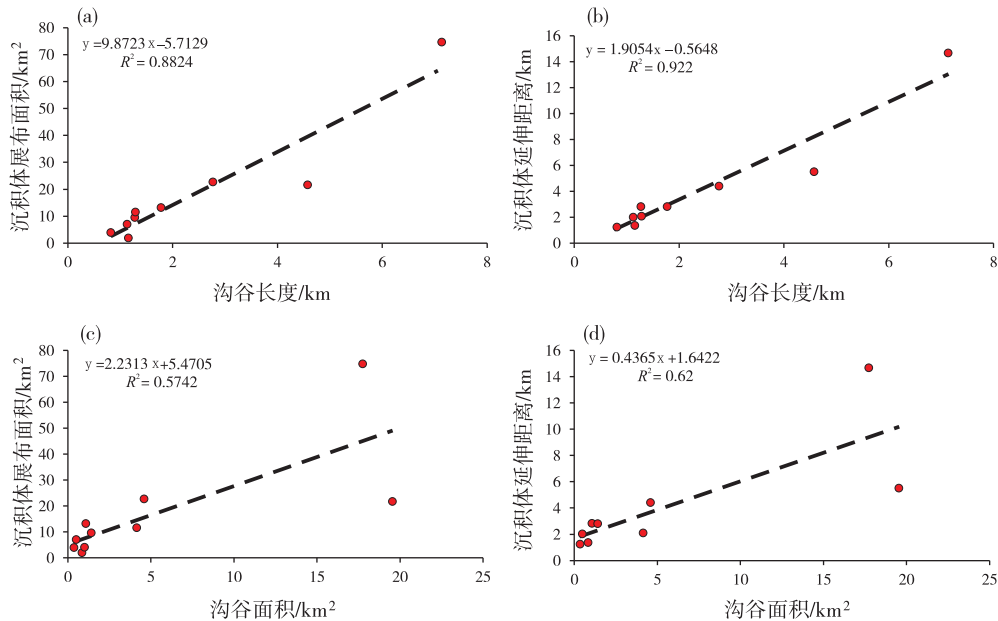 (a)
y =9.8723 x−5.7129
R² = 0.8824
沉积体展布面积/km²
80
70
60
50
40
30
20
10
0
0 2 4 6 8
沟谷长度/km
(b)
y = 1.9054x −0.5648
R² = 0.922
沉积体延伸距离/km
16
14
12
10
8
6
4
2
0
0 2 4 6 8
沟谷长度/km
(c)
y =2.2313 x+5.4705
R² = 0.5742
沉积体展布面积/km²
80
70
60
50
40
30
20
10
0
0 5 10 15 20 25
沟谷面积/km²
(d)
y = 0.4365x +1.6422
R² = 0.62
沉积体延伸距离/km
16
14
12
10
8
6
4
2
0
0 5 10 15 20 25
沟谷面积/km²